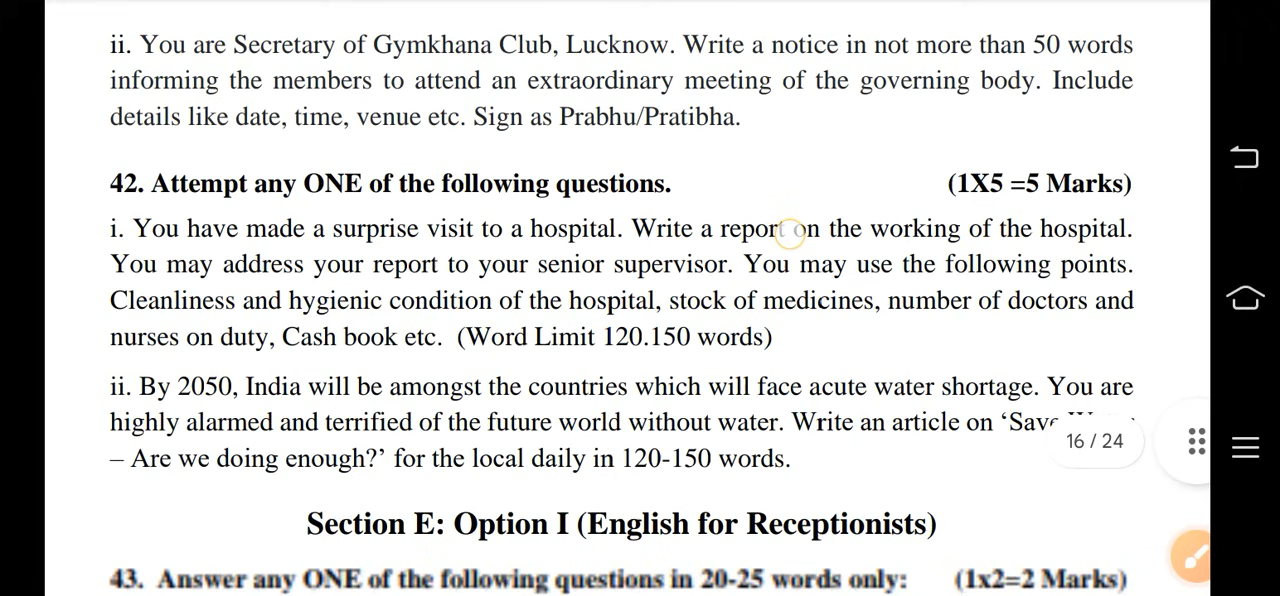 ii. You are Secretary of Gymkhana Club, Lucknow. Write a notice in not more than 50 words
informing the members to attend an extraordinary meeting of the governing body. Include
details like date, time, venue etc. Sign as Prabhu/Pratibha.
42. Attempt any ONE of the following questions. (1X5 =5 Marks)
i. You have made a surprise visit to a hospital. Write a report on the working of the hospital.
You may address your report to your senior supervisor. You may use the following points.
Cleanliness and hygienic condition of the hospital, stock of medicines, number of doctors and
nurses on duty, Cash book etc. (Word Limit 120.150 words)
ii. By 2050, India will be amongst the countries which will face acute water shortage. You are
highly alarmed and terrified of the future world without water. Write an article on ‘Save
– Are we doing enough?’ for the local daily in 120-150 words.
16 / 24
Section E: Option I (English for Receptionists)
43. Answer any ONE of the following questions in 20-25 words only: (1x2=2 Marks)